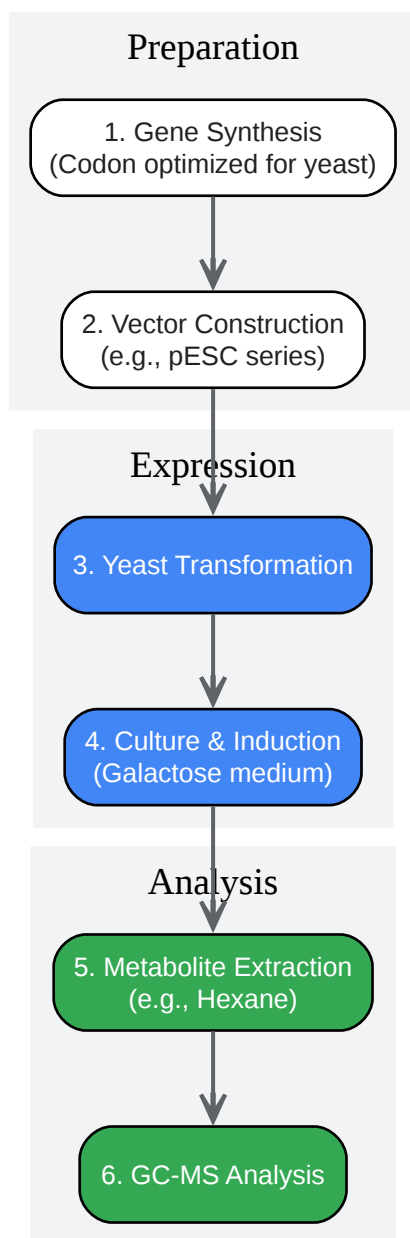 Preparation
1. Gene Synthesis
(Codon optimized for yeast)
2. Vector Construction
(e.g., pESC series)
Expression
3. Yeast Transformation
4. Culture & Induction
(Galactose medium)
Analysis
5. Metabolite Extraction
(e.g., Hexane)
6. GC-MS Analysis